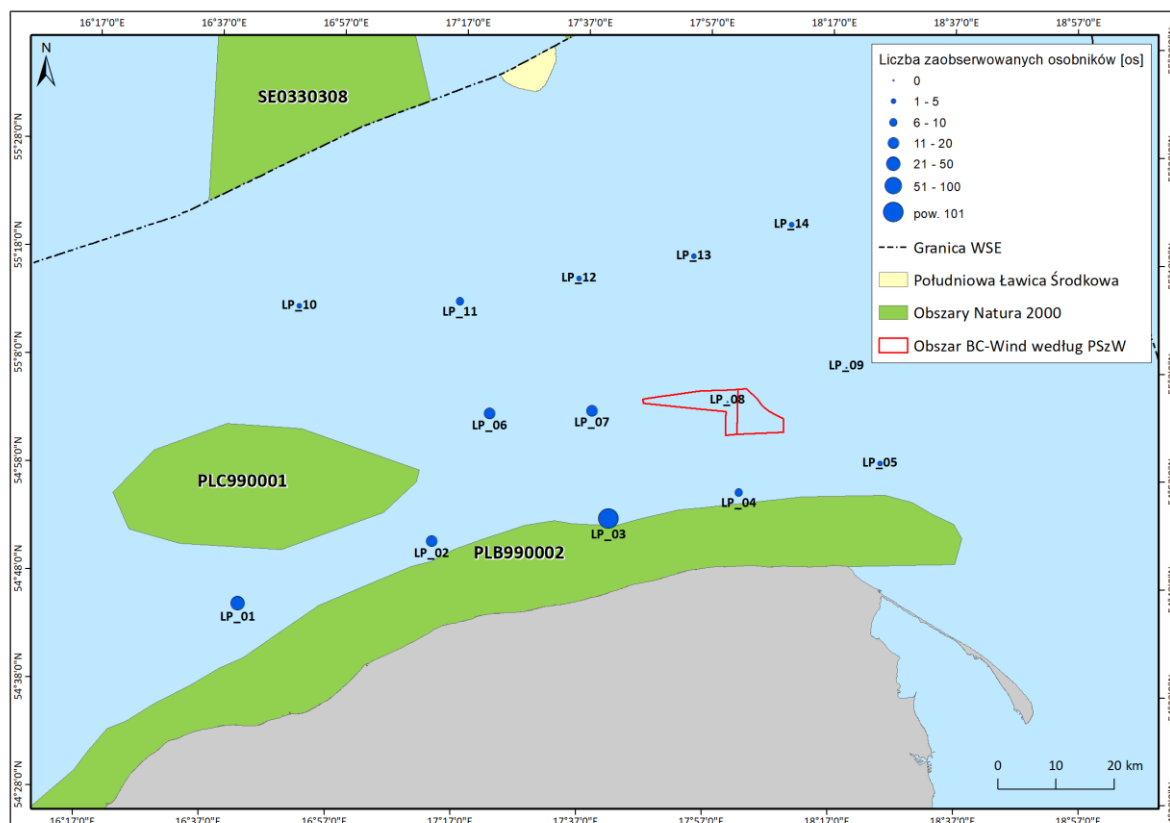 16°17'0"E 16°37'0"E 16°57'0"E 17°17'0"E 17°37'0"E 17°57'0"E 18°17'0"E 18°37'0"E 18°57'0"E
N
SE0330308
Liczba zaobserwowanych osobników [os]
0
1 - 5
6 - 10
11 - 20
21 - 50
51 - 100
pow. 101
Granica WSE
Południowa Ławica Środkowa
Obszary Natura 2000
Obszar BC-Wind według PSzW
55°28'0"N
55°18'0"N
55°8'0"N
54°58'0"N
54°48'0"N
54°38'0"N
54°28'0"N
LP_14
LP_13
LP_12
LP_10
LP_11
LP_09
LP_08
LP_06
LP_07
LP_05
PLC990001
LP_04
LP_03
LP_02
PLB990002
LP_01
0 10 20 km
16°17'0"E 16°37'0"E 16°57'0"E 17°17'0"E 17°37'0"E 17°57'0"E 18°17'0"E 18°37'0"E 18°57'0"E